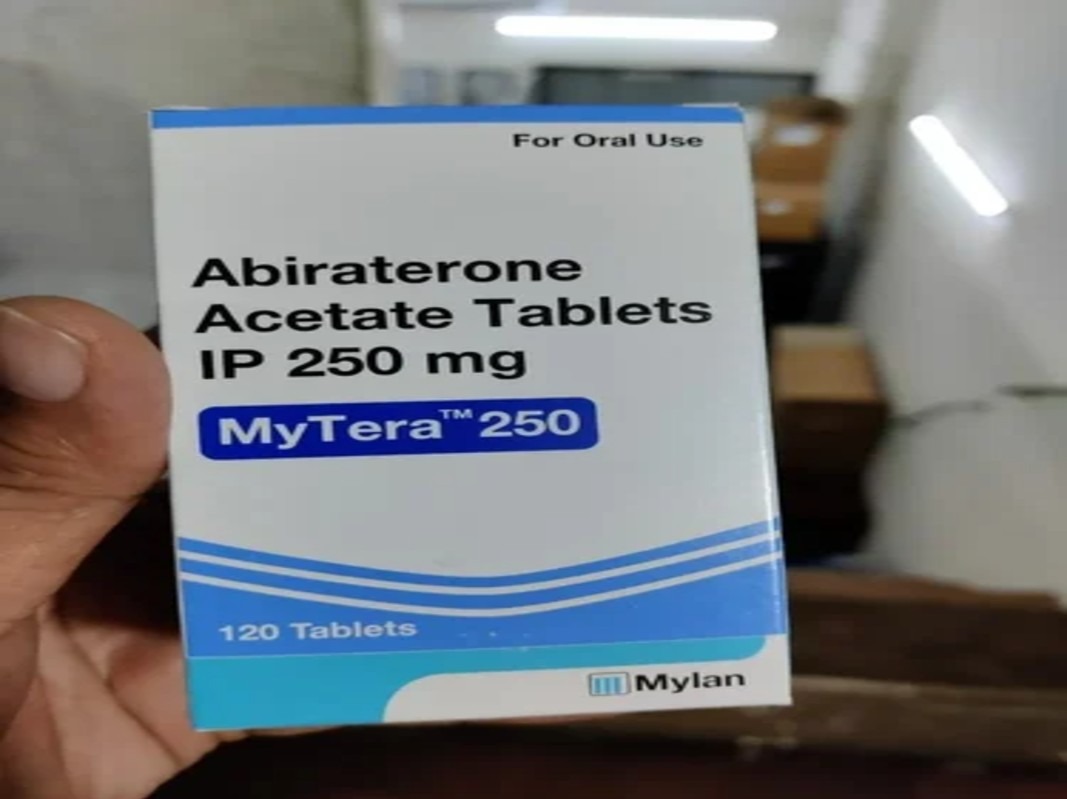 For Oral Use
Abiraterone
Acetate Tablets
IP 250 mg
MyTera™ 250
120 Tablets
Mylan